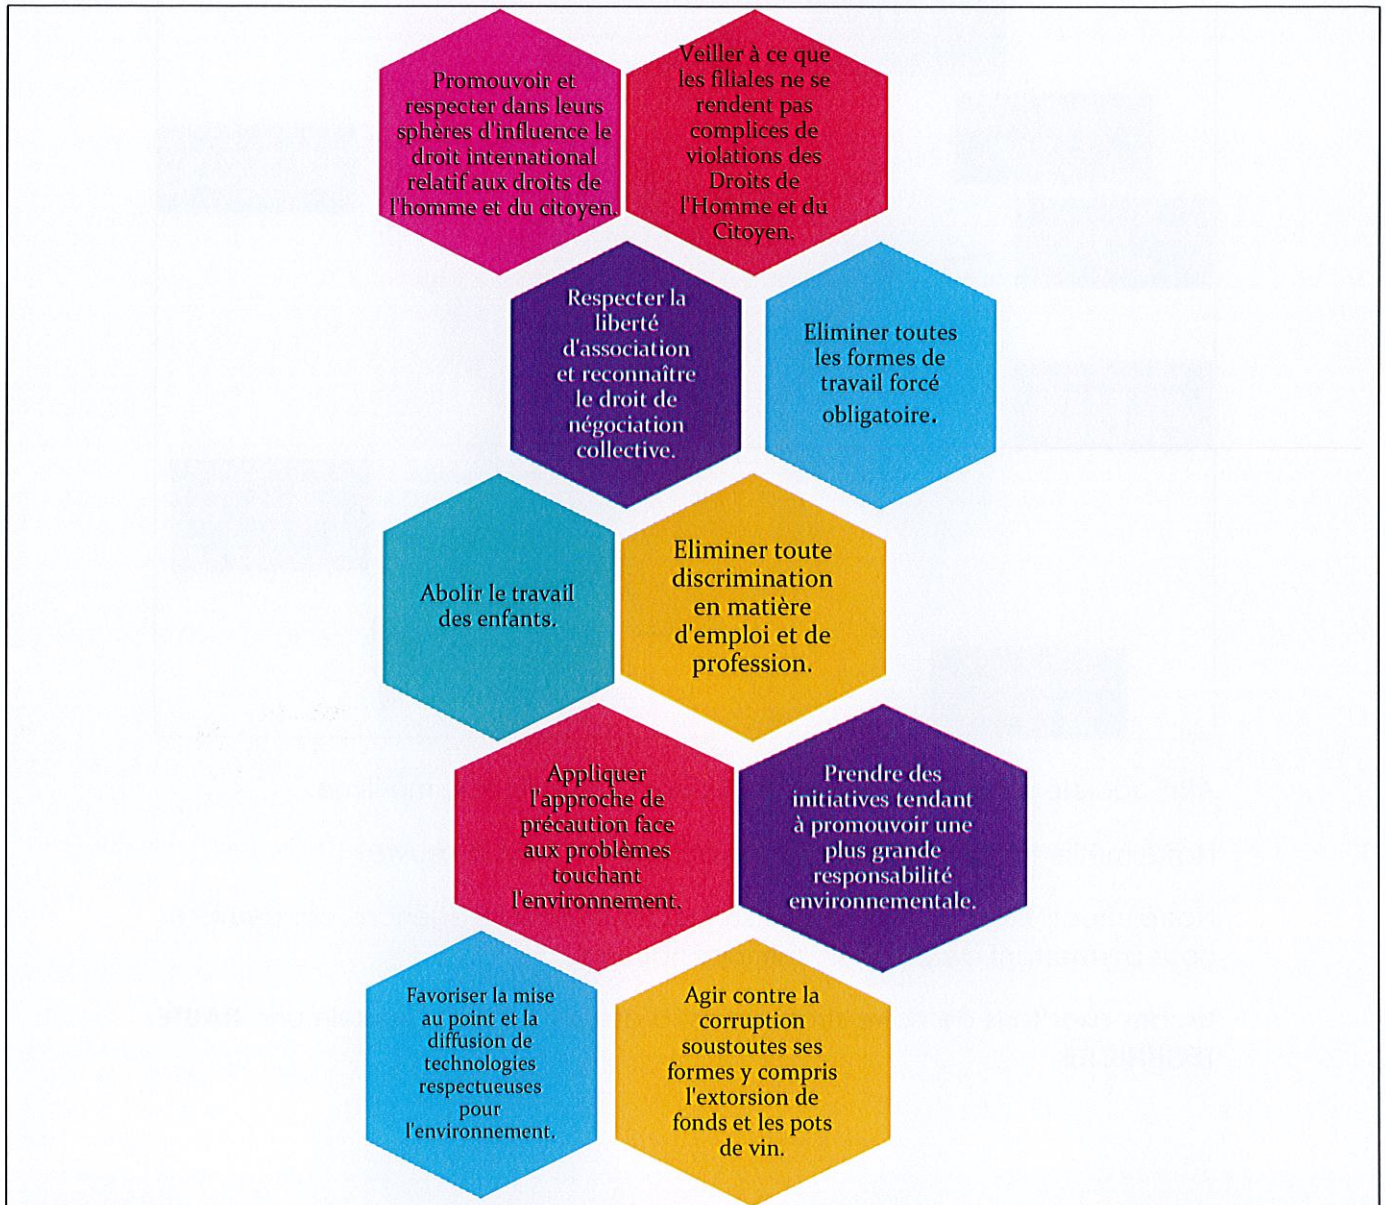 Promouvoir et
respecter dans leurs
sphères d'influence le
droit international
relatif aux droits de
l'homme et du citoyen.
Veiller à ce que
les filiales ne se
rendent pas
complices de
violations des
Droits de
l'Homme et du
Citoyen.
Respecter la
liberté
d'association
et reconnaître
le droit de
négociation
collective.
Eliminer toutes
les formes de
travail forcé
obligatoire.
Abolir le travail
des enfants.
Eliminer toute
discrimination
en matière
d'emploi et de
profession.
Appliquer
l'approche de
précaution face
aux problèmes
touchant
l'environnement.
Prendre des
initiatives tendant
à promouvoir une
plus grande
responsabilité
environnementale.
Favoriser la mise
au point et la
diffusion de
technologies
respectueuses
pour
l'environnement.
Agir contre la
corruption
soustoutes ses
formes y compris
l'extorsion de
fonds et les pots
de vin.